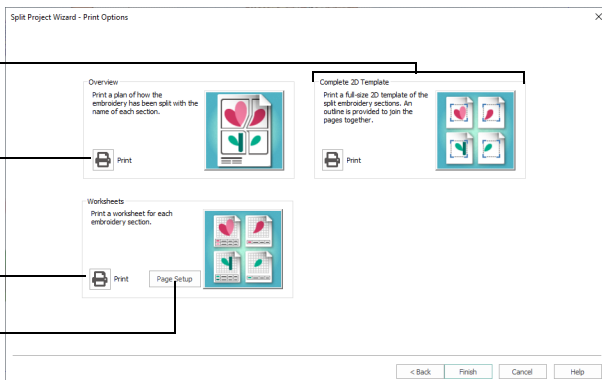 Split Project Wizard - Print Options
Overview
Print a plan of how the
embroidery has been split with the
name of each section.
Print
Complete 2D Template
Print a full-size 2D template of the
split embroidery sections. An
outline is provided to join the
pages together.
Print
Worksheets
Print a worksheet for each
embroidery section.
Print
Page Setup
< Back
Finish
Cancel
Help